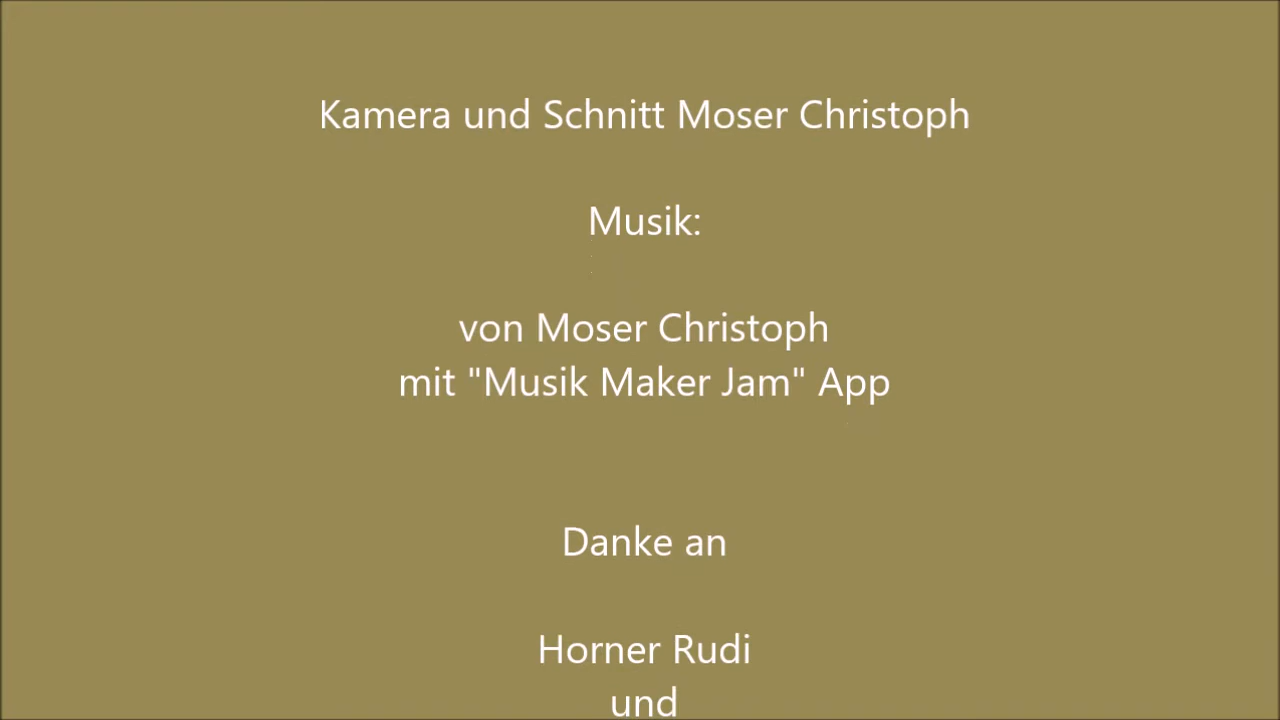 Kamera und Schnitt Moser Christoph
Musik:
von Moser Christoph
mit "Musik Maker Jam" App
Danke an
Horner Rudi
und